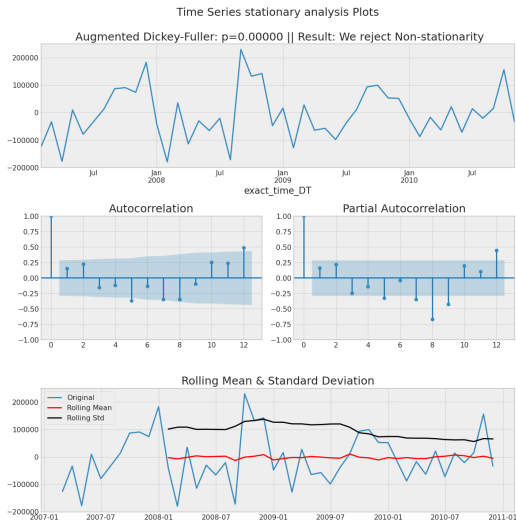 Time Series stationary analysis Plots
Augmented Dickey-Fuller: p=0.00000 || Result: We reject Non-stationarity
200000
100000
0
−100000
−200000
Jul Jan Jul Jan Jul Jan Jul
2008 2009 2010
exact_time_DT
Autocorrelation Partial Autocorrelation
1.00 1.00
0.75 0.75
0.50 0.50
0.25 0.25
0.00 0.00
−0.25 −0.25
−0.50 −0.50
−0.75 −0.75
−1.00 −1.00
0 2 4 6 8 10 12 0 2 4 6 8 10 12
Rolling Mean & Standard Deviation
200000
100000
0
−100000
−200000
Original
Rolling Mean
Rolling Std
2007-01 2007-07 2008-01 2008-07 2009-01 2009-07 2010-01 2010-07 2011-01